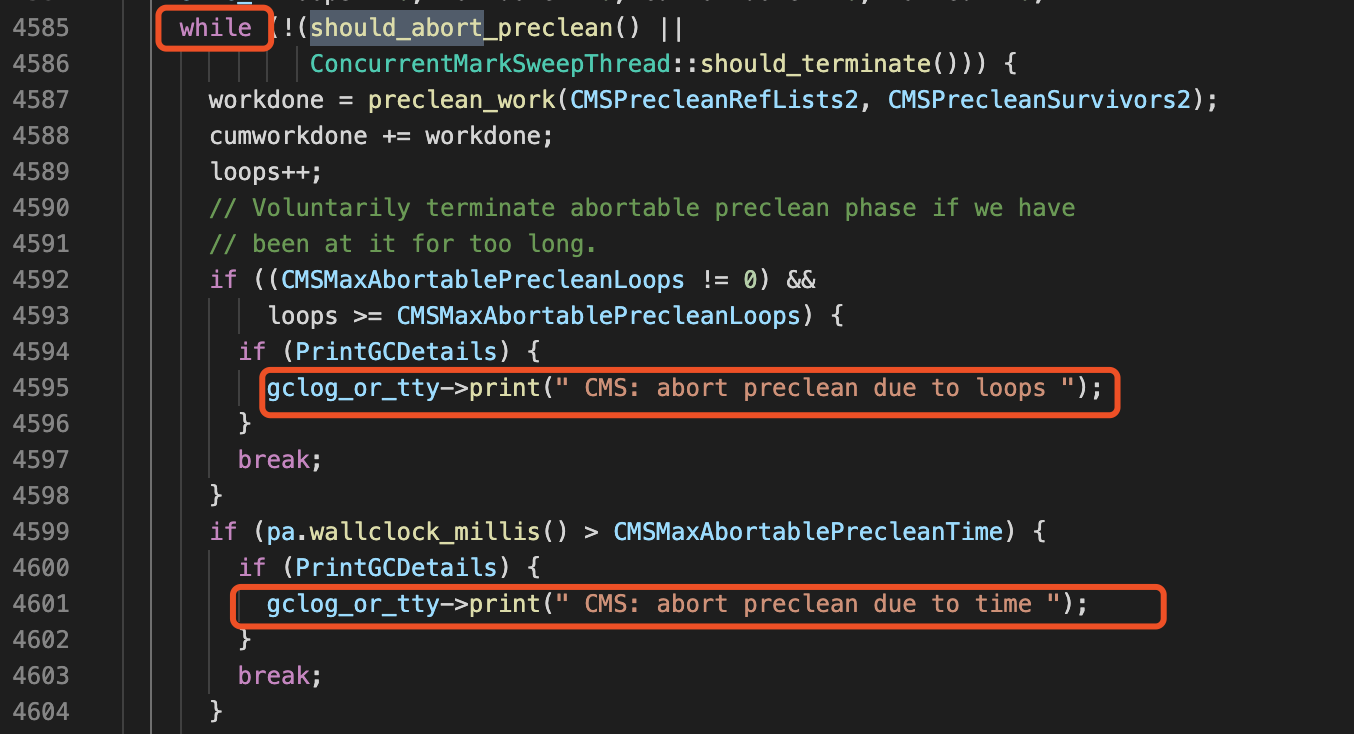 4585 while (!(should_abort_preclean() ||
4586 ConcurrentMarkSweepThread::should_terminate())) {
4587 workdone = preclean_work(CMSPrecleanRefLists2, CMSPrecleanSurvivors2);
4588 cumworkdone += workdone;
4589 loops++;
4590 // Voluntarily terminate abortable preclean phase if we have
4591 // been at it for too long.
4592 if ((CMSMaxAbortablePrecleanLoops != 0) &&
4593 loops >= CMSMaxAbortablePrecleanLoops) {
4594 if (PrintGCDetails) {
4595 gclog_or_tty->print(" CMS: abort preclean due to loops ");
4596 }
4597 break;
4598 }
4599 if (pa.wallclock_millis() > CMSMaxAbortablePrecleanTime) {
4600 if (PrintGCDetails) {
4601 gclog_or_tty->print(" CMS: abort preclean due to time ");
4602 }
4603 break;
4604 }